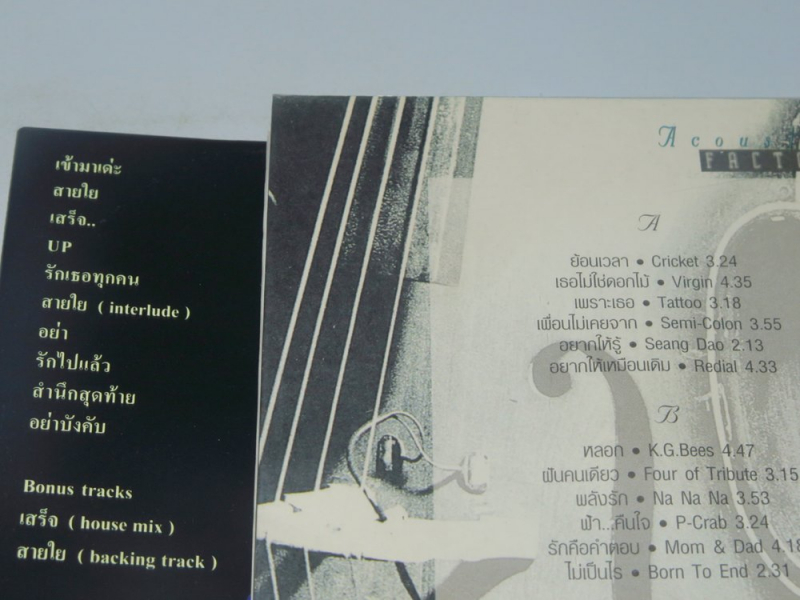 เข้ามาเด่ะ
สายใย
เสร็จ..
UP
รักเธอทุกคน
สายใย ( interlude )
อย่า
รักไปแล้ว
สำนึกสุดท้าย
อย่าบังคับ
Bonus tracks
เสร็จ ( house mix )
สายใย ( backing track )
Acous
FACT
A
ย้อนเวลา • Cricket 3.24
เธอไม่ใช่ดอกไม้ • Virgin 4.35
เพราะเธอ • Tattoo 3.18
เพื่อนไม่เคยจาก • Semi-Colon 3.55
อยากให้รู้ • Seang Dao 2.13
อยากให้เหมือนเดิม • Redial 4.33
B
หลอก • K.G.Bees 4.47
ฝันคนเดียว • Four of Tribute 3.15
พลังรัก • Na Na Na 3.53
ฟ้า...คืนใจ • P-Crab 3.24
รักคือคำตอบ • Mom & Dad 4.18
ไม่เป็นไร • Born To End 2.31